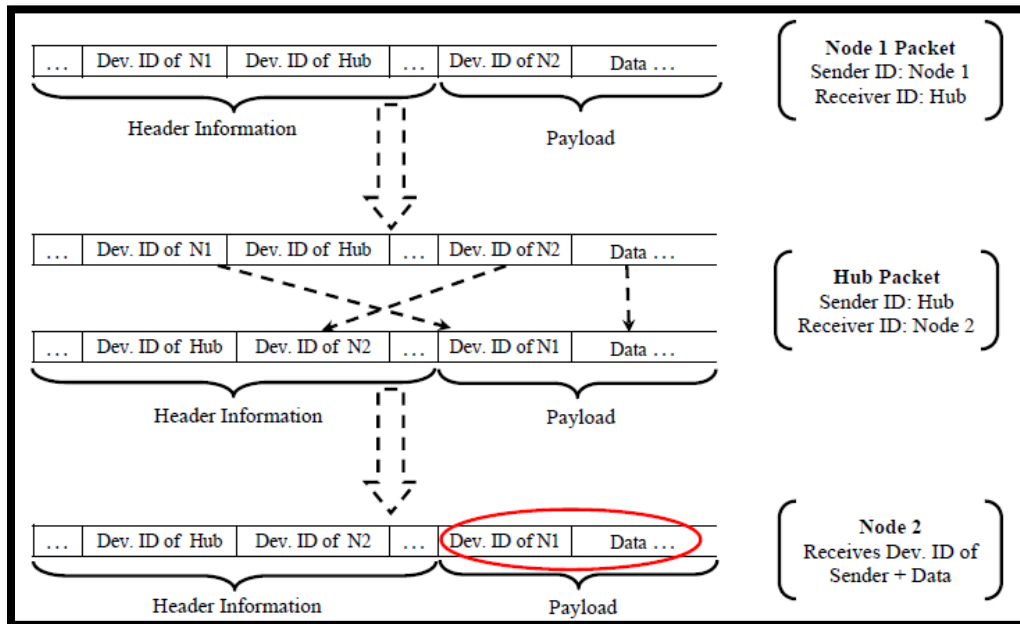 ... Dev. ID of N1 Dev. ID of Hub ... Dev. ID of N2 Data ...
Header Information
Payload
Node 1 Packet
Sender ID: Node 1
Receiver ID: Hub
... Dev. ID of N1 Dev. ID of Hub ... Dev. ID of N2 Data ...
... Dev. ID of Hub Dev. ID of N2 ... Dev. ID of N1 Data ...
Header Information
Payload
Hub Packet
Sender ID: Hub
Receiver ID: Node 2
... Dev. ID of Hub Dev. ID of N2 ... Dev. ID of N1 Data ...
Header Information
Payload
Node 2
Receives Dev. ID of
Sender + Data